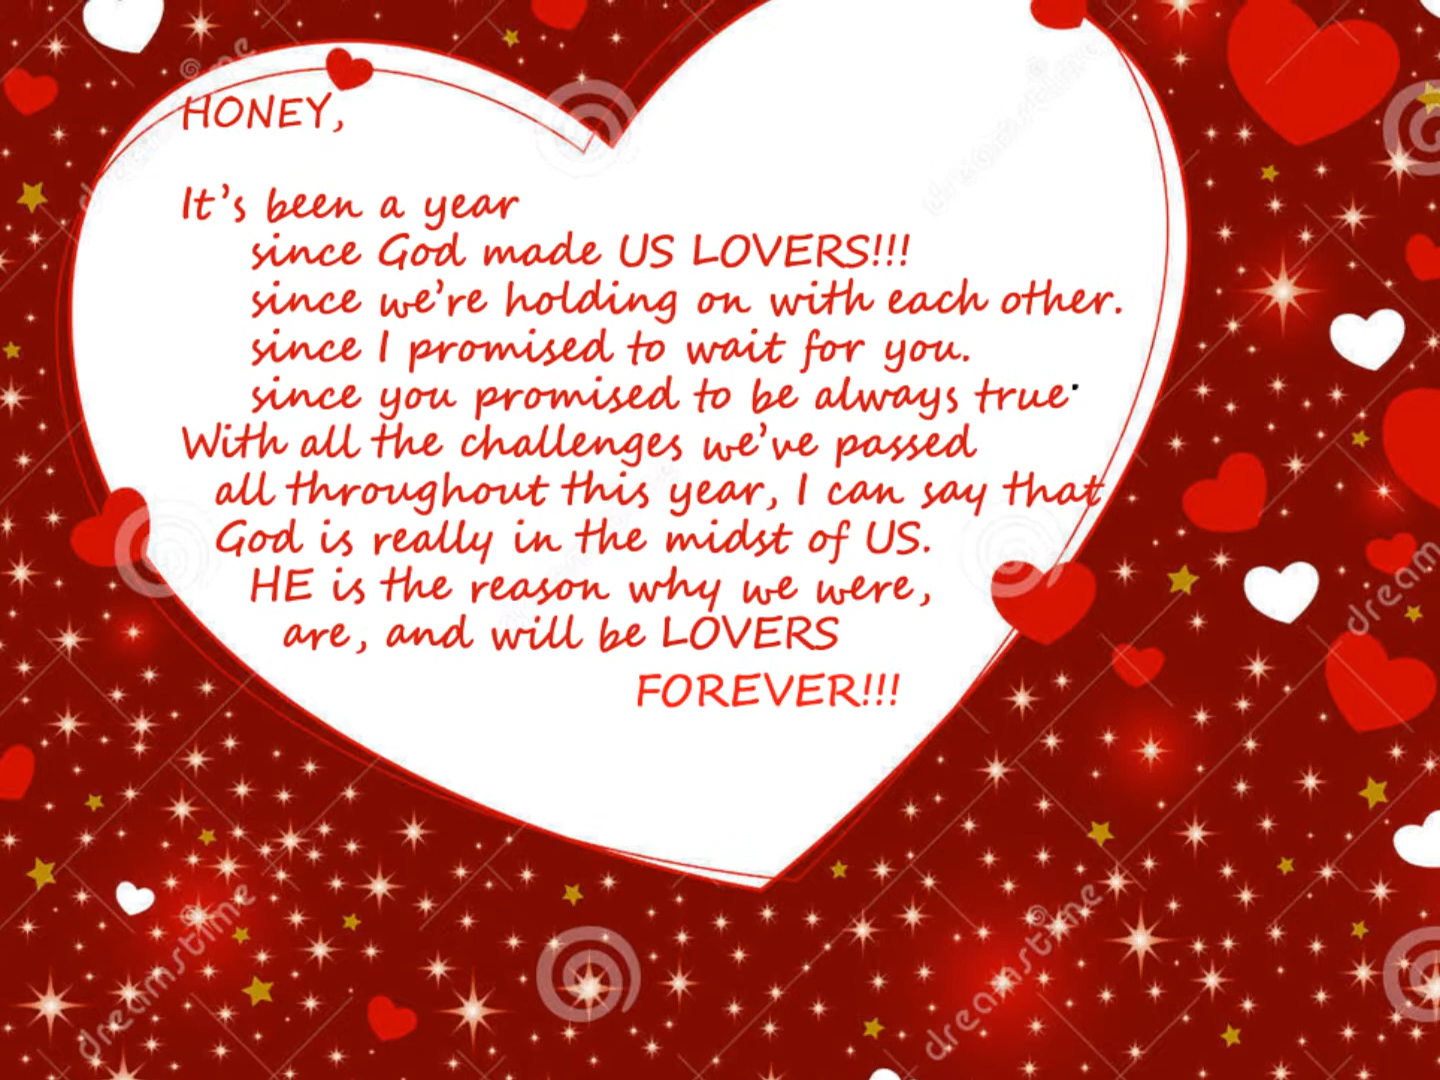 HONEY,
It's been a year
since God made US LOVERS!!!
since we're holding on with each other.
since I promised to wait for you.
since you promised to be always true.
With all the challenges we've passed
all throughout this year, I can say that
God is really in the midst of US.
HE is the reason why we were,
are, and will be LOVERS
FOREVER!!!
dreamstime
dreamstime
dreamstime
dreamstime
dream